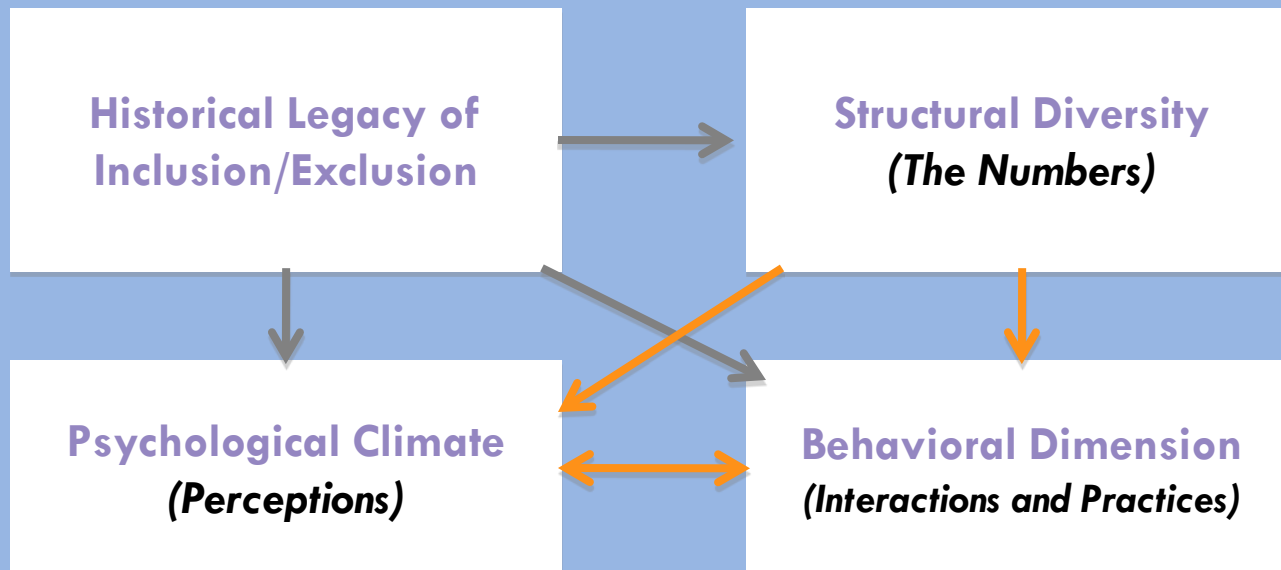 Historical Legacy of
Inclusion/Exclusion
Structural Diversity
(The Numbers)
Psychological Climate
(Perceptions)
Behavioral Dimension
(Interactions and Practices)